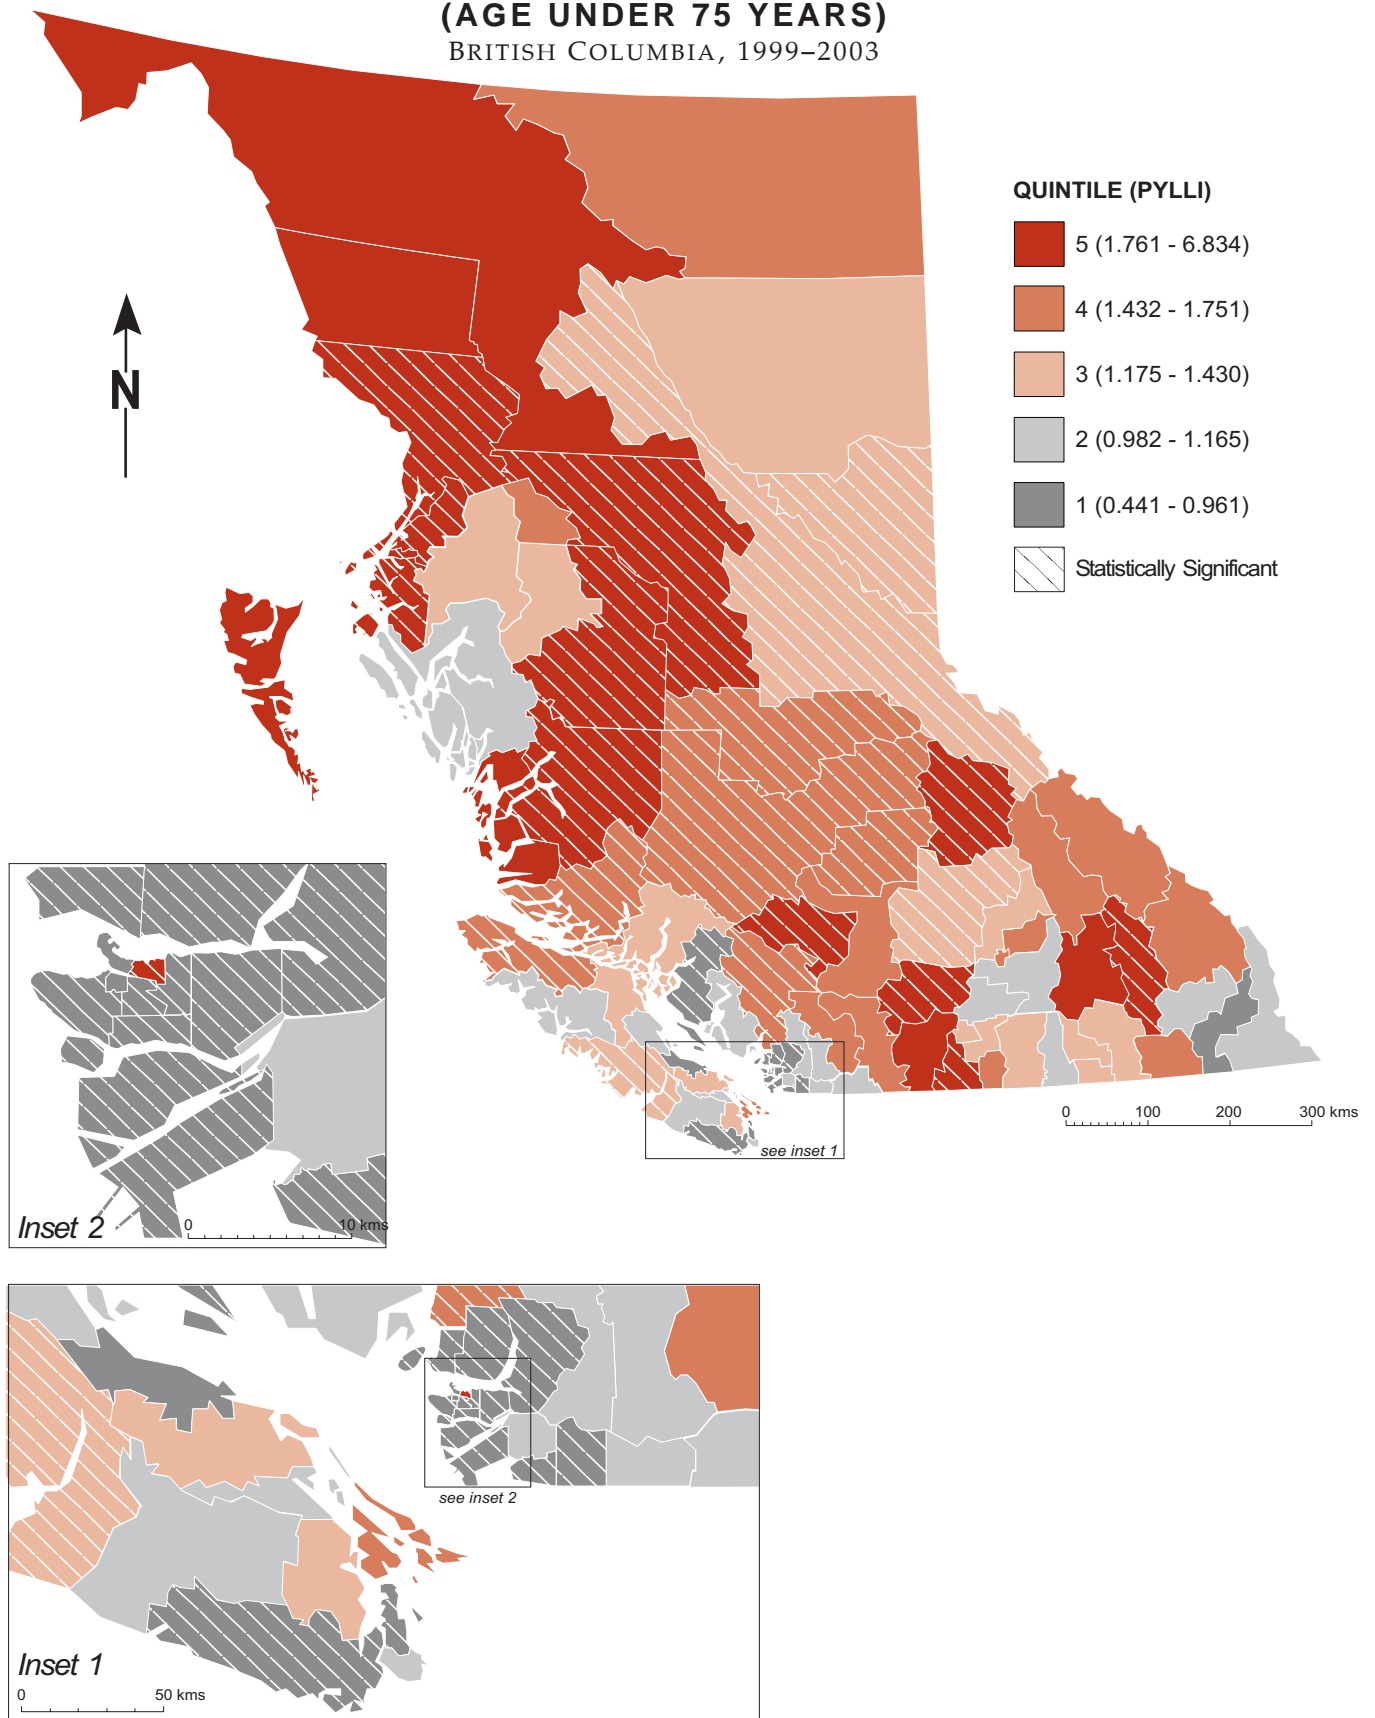 (AGE UNDER 75 YEARS)
BRITISH COLUMBIA, 1999–2003
QUINTILE (PYLLI)
5 (1.761 - 6.834)
4 (1.432 - 1.751)
3 (1.175 - 1.430)
2 (0.982 - 1.165)
1 (0.441 - 0.961)
Statistically Significant
N
0 100 200 300 kms
see inset 1
Inset 2
0 10 kms
see inset 2
Inset 1
0 50 kms